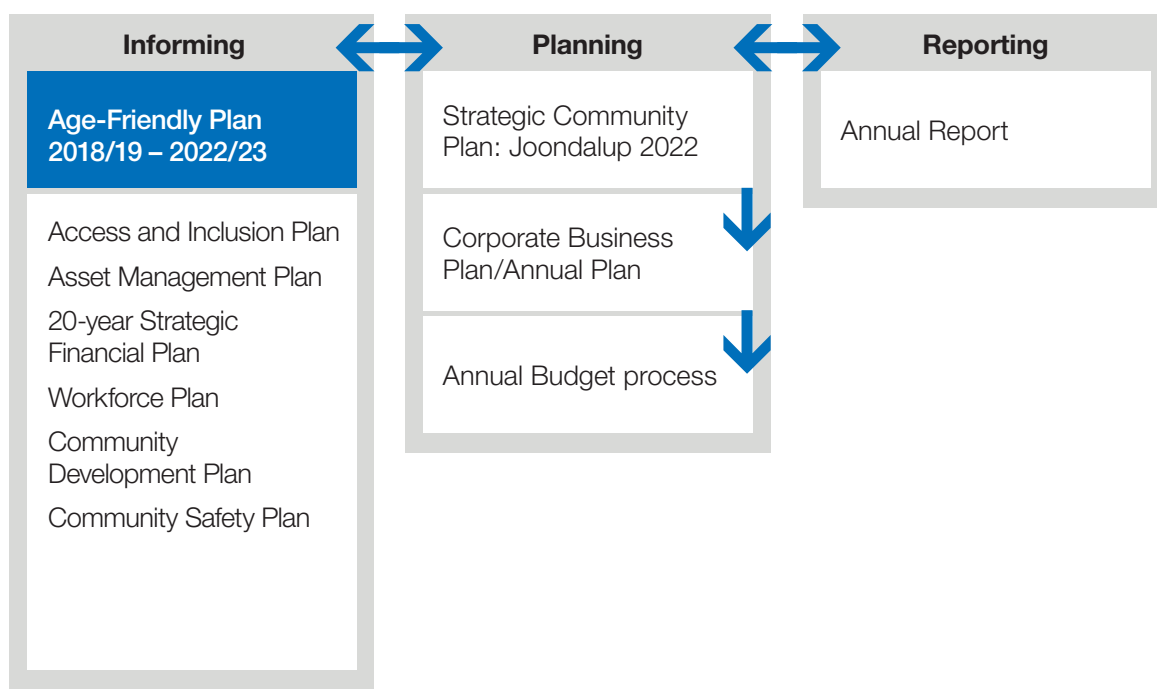 Informing
Age-Friendly Plan
2018/19 – 2022/23
Access and Inclusion Plan
Asset Management Plan
20-year Strategic
Financial Plan
Workforce Plan
Community
Development Plan
Community Safety Plan
Planning
Strategic Community
Plan: Joondalup 2022
Corporate Business
Plan/Annual Plan
Annual Budget process
Reporting
Annual Report